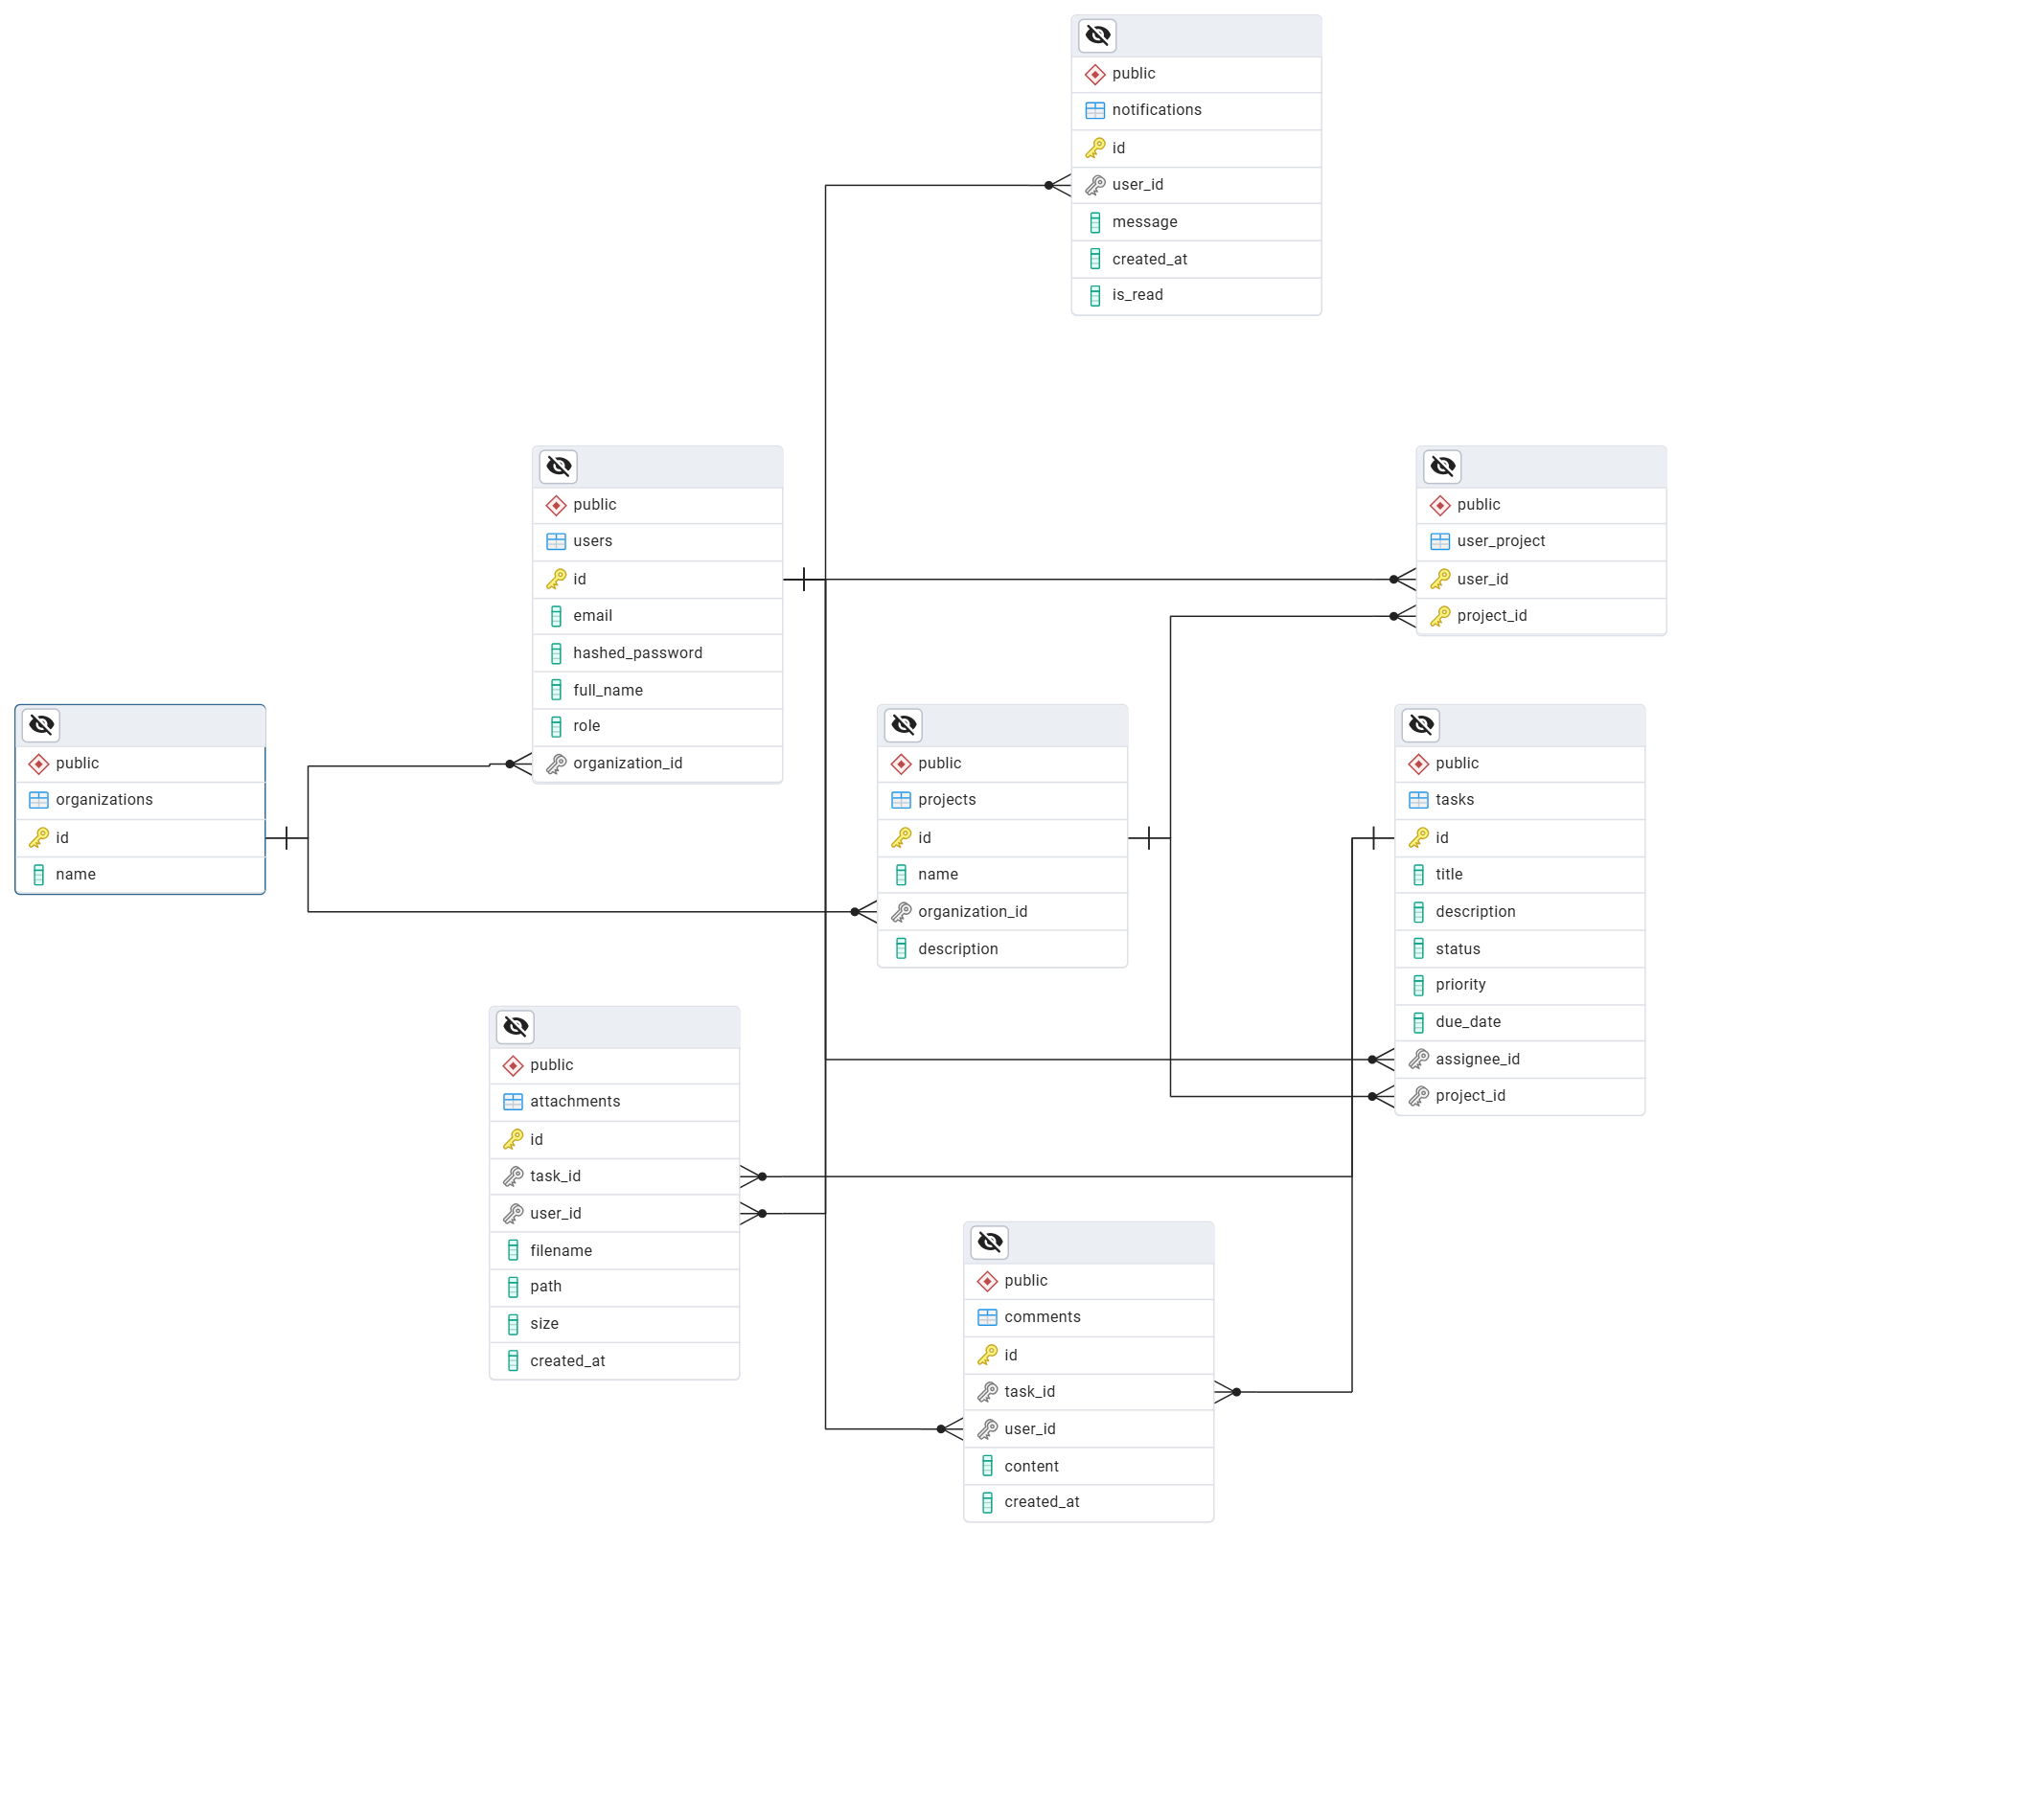 public
notifications
id
user_id
message
created_at
is_read
public
users
id
email
hashed_password
full_name
role
organization_id
public
user_project
user_id
project_id
public
organizations
id
name
public
projects
id
name
organization_id
description
public
tasks
id
title
description
status
priority
due_date
assignee_id
project_id
public
attachments
id
task_id
user_id
filename
path
size
created_at
public
comments
id
task_id
user_id
content
created_at